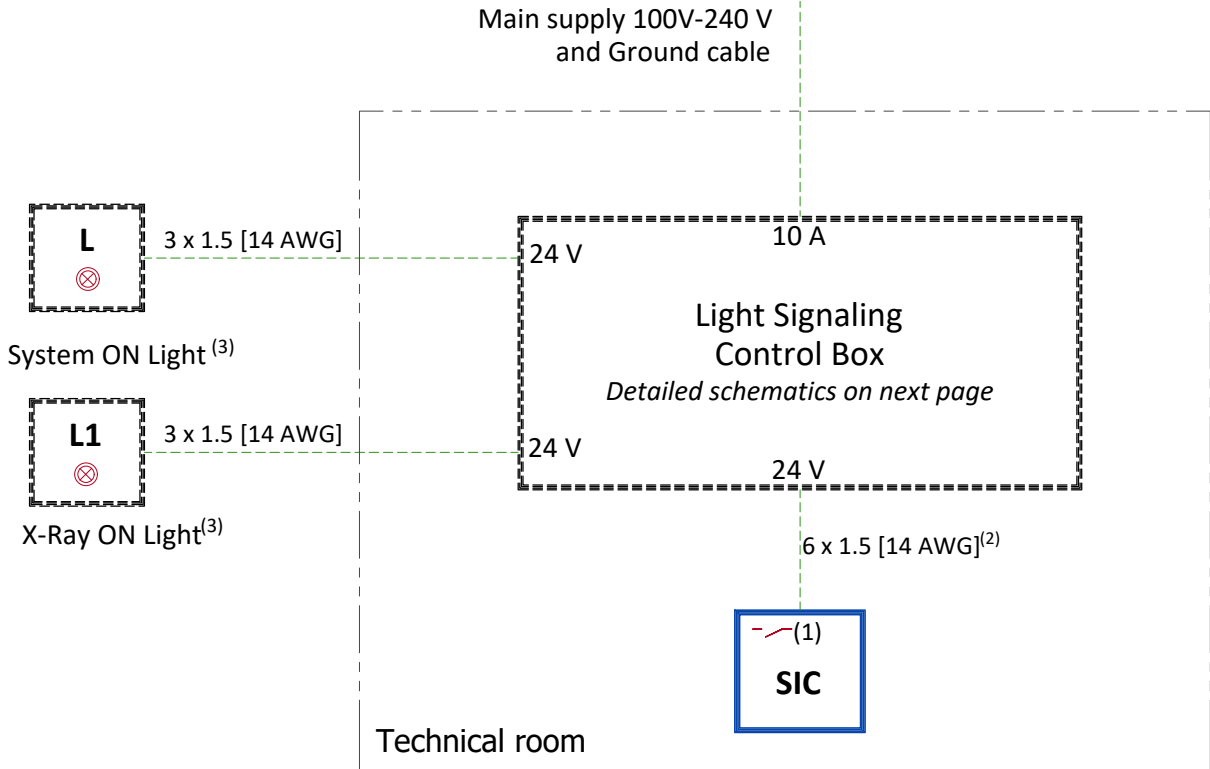 Main supply 100V-240 V
and Ground cable
L
3 x 1.5 [14 AWG]
System ON Light (3)
L1
3 x 1.5 [14 AWG]
X-Ray ON Light(3)
24 V
10 A
Light Signaling
Control Box
Detailed schematics on next page
24 V
24 V
6 x 1.5 [14 AWG](2)
(1)
SIC
Technical room